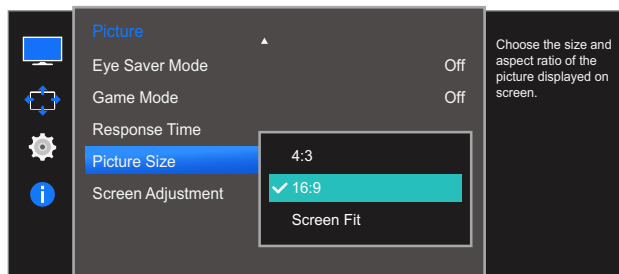 Picture
Eye Saver Mode Off
Game Mode Off
Response Time
Picture Size
Screen Adjustment
4:3
16:9
Screen Fit
Choose the size and
aspect ratio of the
picture displayed on
screen.